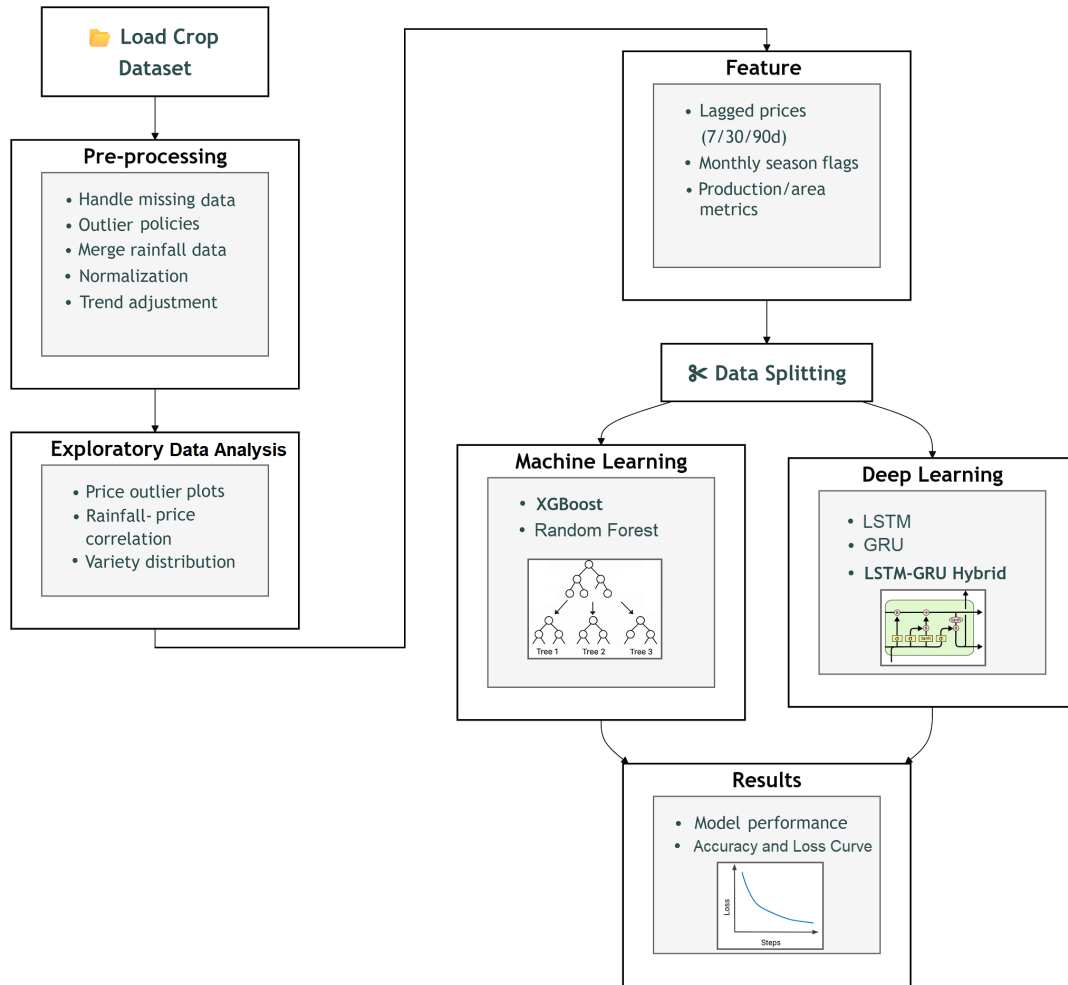 📂 Load Crop
Dataset
Pre-processing
• Handle missing data
• Outlier policies
• Merge rainfall data
• Normalization
• Trend adjustment
Exploratory Data Analysis
• Price outlier plots
• Rainfall- price
correlation
• Variety distribution
Feature
• Lagged prices
(7/30/90d)
• Monthly season flags
• Production/area
metrics
✂ Data Splitting
Machine Learning
• XGBoost
• Random Forest
Tree 1 Tree 2 Tree 3
Deep Learning
• LSTM
• GRU
• LSTM-GRU Hybrid
tanh
σ σ tanh σ
Results
• Model performance
• Accuracy and Loss Curve
Loss
Steps